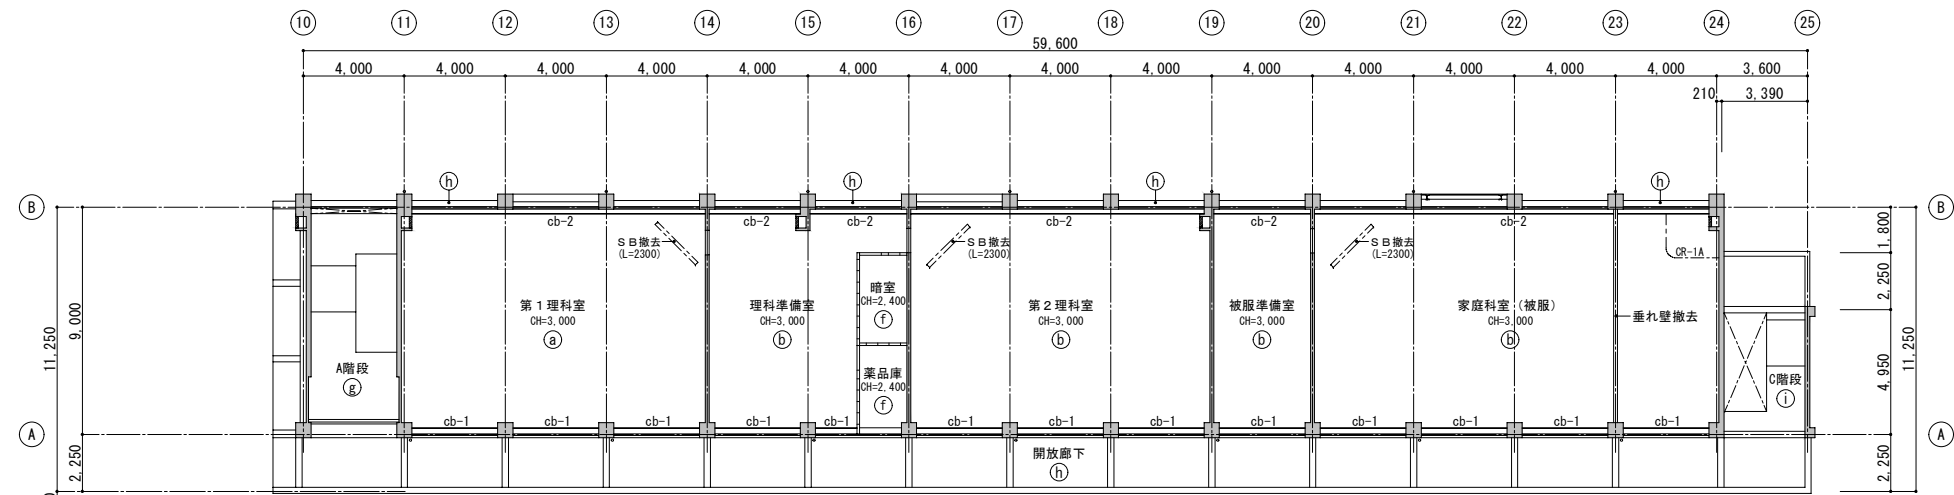 10 11 12 13 14 15 16 17 18 19 20 21 22 23 24 25
59,600
4,000 4,000 4,000 4,000 4,000 4,000 4,000 4,000 4,000 4,000 4,000 4,000 4,000 4,000 3,600
210 3,390
h h h h
B B
cb-2 cb-2 cb-2 cb-2 cb-2 cb-2
SB撤去
(L=2300)
SB撤去
(L=2300)
SB撤去
(L=2300)
CR-1A
1,800
2,250
4,950
11,250
2,250
11,250
9,000
2,250
第1理科室
CH=3,000
a
理科準備室
CH=3,000
b
暗室
CH=2,400
f
薬品庫
CH=2,400
f
第2理科室
CH=3,000
b
被服準備室
CH=3,000
b
家庭科室(被服)
CH=3,000
b
垂れ壁撤去
A階段
g
C階段
i
cb-1 cb-1 cb-1 cb-1 cb-1 cb-1 cb-1 cb-1 cb-1 cb-1 cb-1 cb-1 cb-1
A A
開放廊下
h